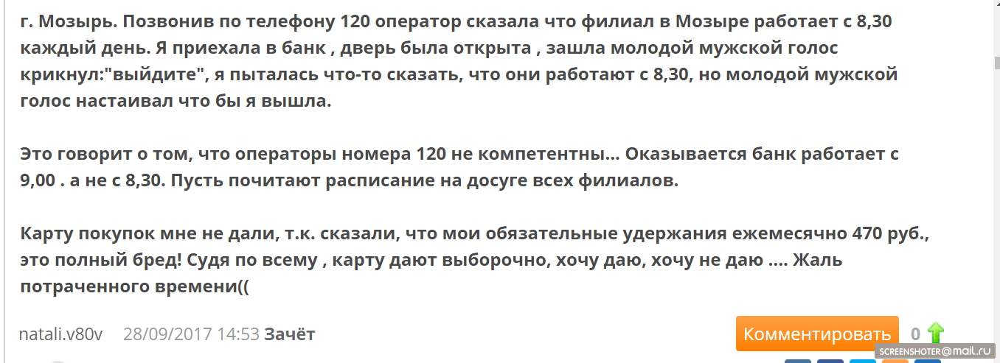 г. Мозырь. Позвонив по телефону 120 оператор сказала что филиал в Мозыре работает с 8,30
каждый день. Я приехала в банк , дверь была открыта , зашла молодой мужской голос
крикнул:"выйдите", я пыталась что-то сказать, что они работают с 8,30, но молодой мужской
голос настаивал что бы я вышла.
Это говорит о том, что операторы номера 120 не компетентны... Оказывается банк работает с
9,00 . а не с 8,30. Пусть почитают расписание на досуге всех филиалов.
Карту покупок мне не дали, т.к. сказали, что мои обязательные удержания ежемесячно 470 руб.,
это полный бред! Судя по всему , карту дают выборочно, хочу даю, хочу не даю .... Жаль
потраченного времени((
natali.v80v 28/09/2017 14:53 Зачёт Комментировать 0
SCREENSHOTER@mail.ru